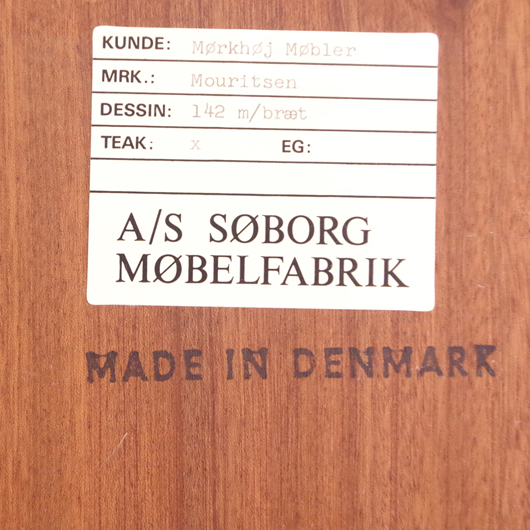 KUNDE: Mørkhøj Møbler
MRK.: Mouritsen
DESSIN: 142 m/bræt
TEAK: x EG:
A/S SØBORG
MØBELFABRIK
MADE IN DENMARK